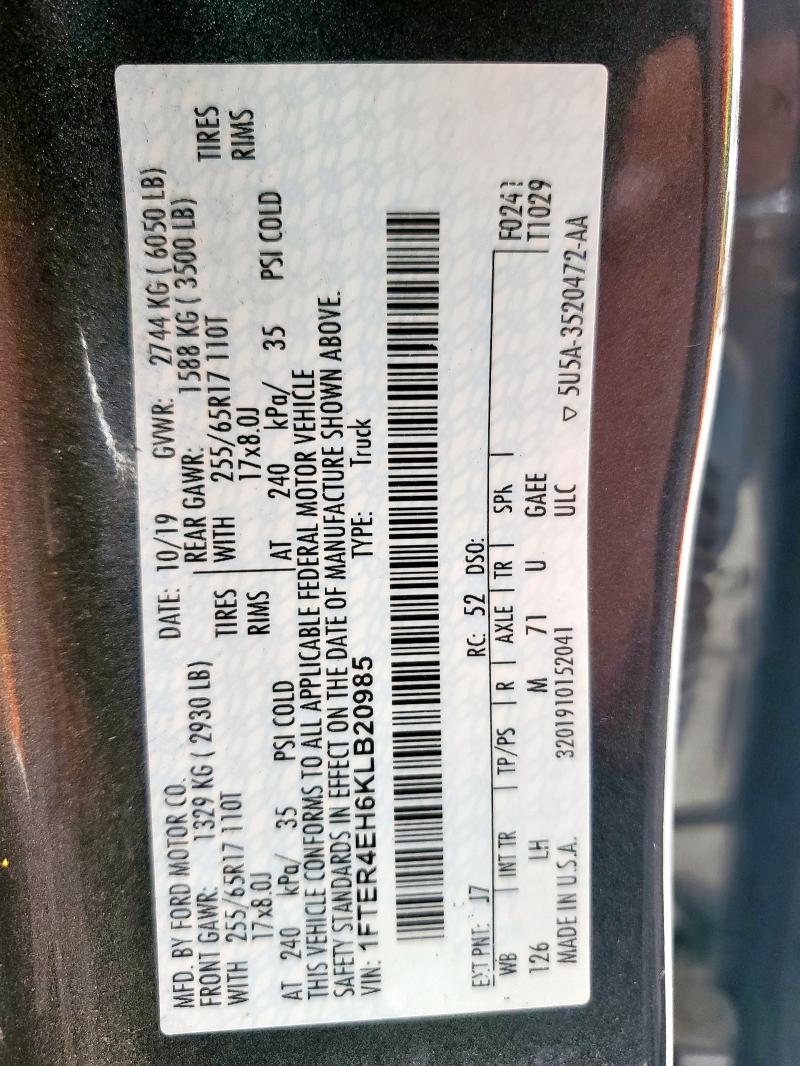 MFD. BY FORD MOTOR CO. DATE: 10/19 GVWR: 2744 KG ( 6050 LB)
FRONT GAWR: 1329 KG ( 2930 LB) REAR GAWR: 1588 KG ( 3500 LB)
WITH 255/65R17 110T TIRES WITH 255/65R17 110T TIRES
17x8.0J RIMS 17x8.0J RIMS
AT 240 kPa/ 35 PSI COLD AT 240 kPa/ 35 PSI COLD
THIS VEHICLE CONFORMS TO ALL APPLICABLE FEDERAL MOTOR VEHICLE
SAFETY STANDARDS IN EFFECT ON THE DATE OF MANUFACTURE SHOWN ABOVE.
VIN: 1FTER4EH6KLB20985 TYPE: Truck
EXT PNT: J7 RC: 52 DSO:
WB INT TR TP/PS R AXLE TR SPR F0241
126 LH M 71 U GAEE T1029
MADE IN U.S.A. 3201910152041 ULC ▽ 5U5A-3520472-AA